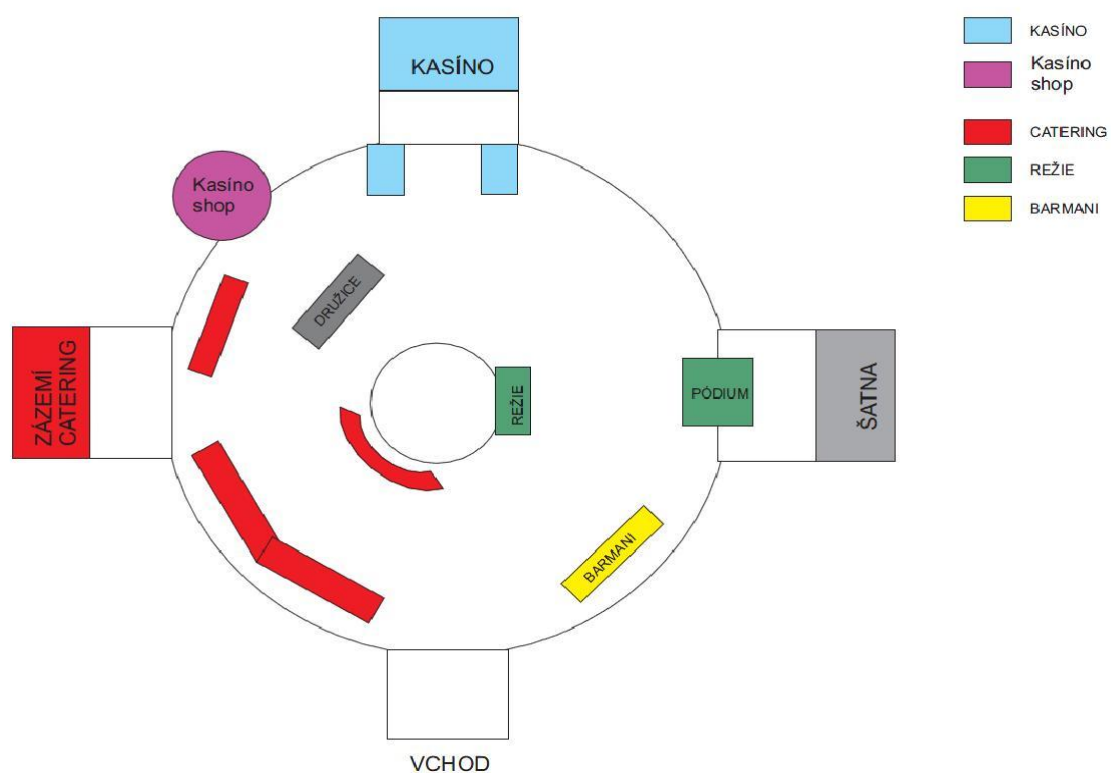 KASÍNO
Kasíno
shop
DRUŽICE
ZÁZEMÍ
CATERING
REŽIE
PÓDIUM
ŠATNA
BARMANI
VCHOD
KASÍNO
Kasíno
shop
CATERING
REŽIE
BARMANI